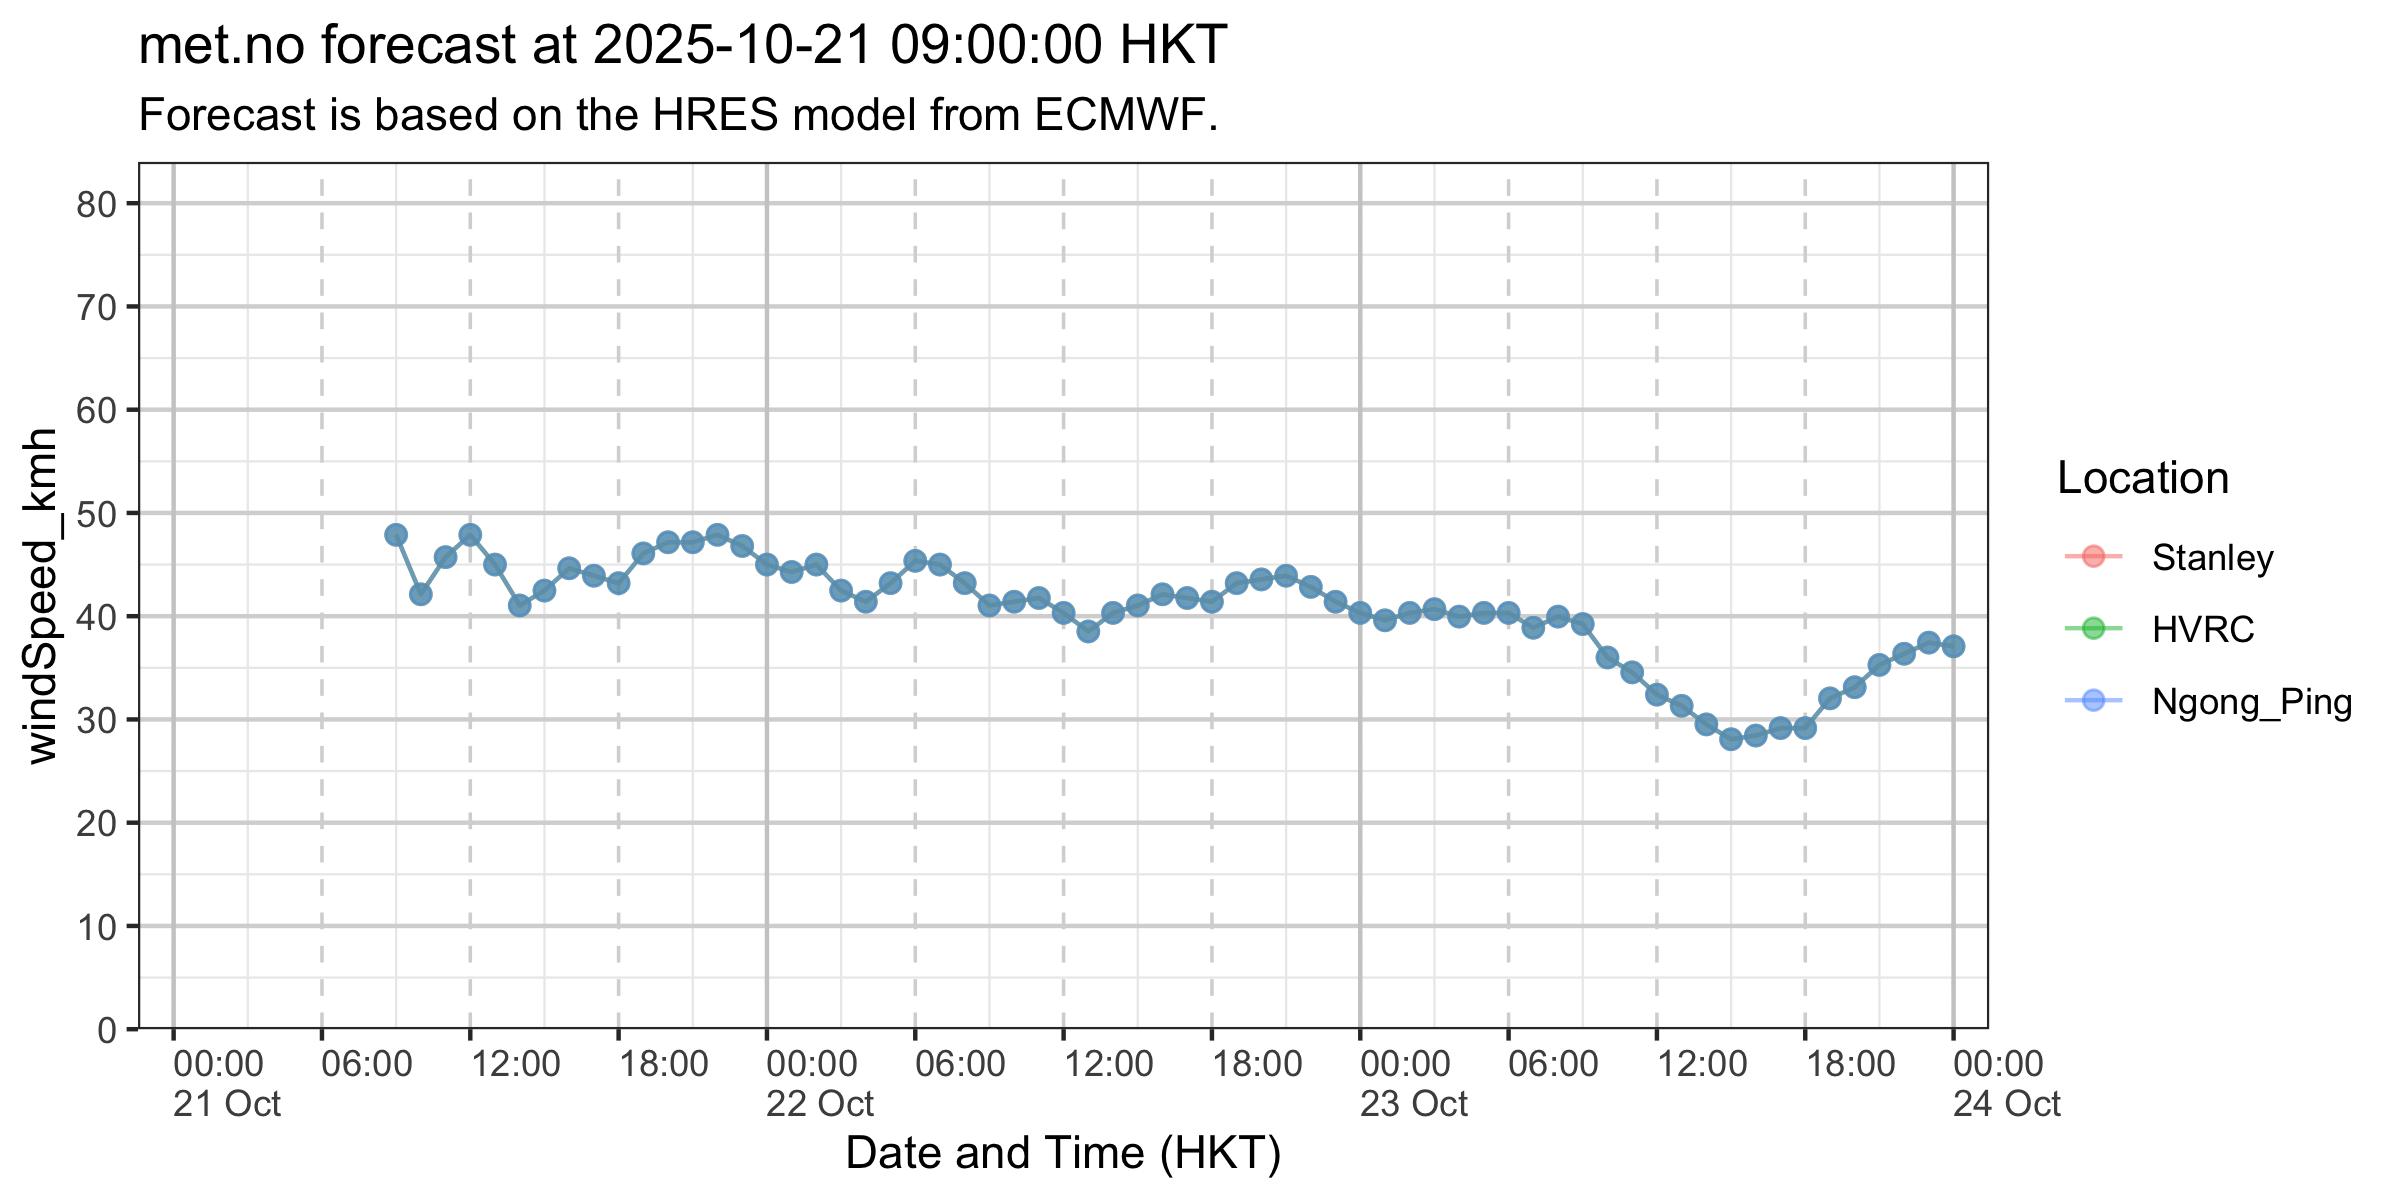 met.no forecast at 2025-10-21 09:00:00 HKT
Forecast is based on the HRES model from ECMWF.
windSpeed_kmh
80
70
60
50
40
30
20
10
0
00:00 06:00 12:00 18:00 00:00 06:00 12:00 18:00 00:00 06:00 12:00 18:00 00:00
21 Oct 22 Oct 23 Oct 24 Oct
Date and Time (HKT)
Location
Stanley
HVRC
Ngong_Ping